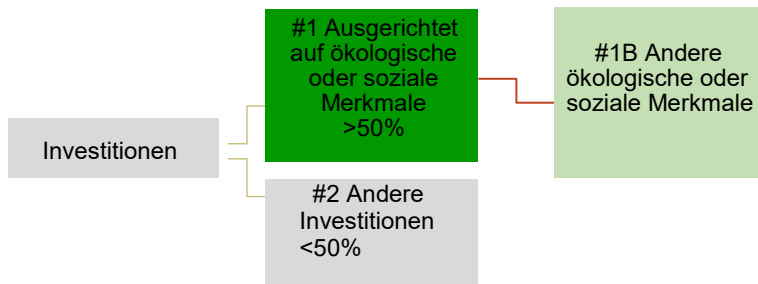 Investitionen
#1 Ausgerichtet
auf ökologische
oder soziale
Merkmale
>50%
#2 Andere
Investitionen
<50%
#1B Andere
ökologische oder
soziale Merkmale